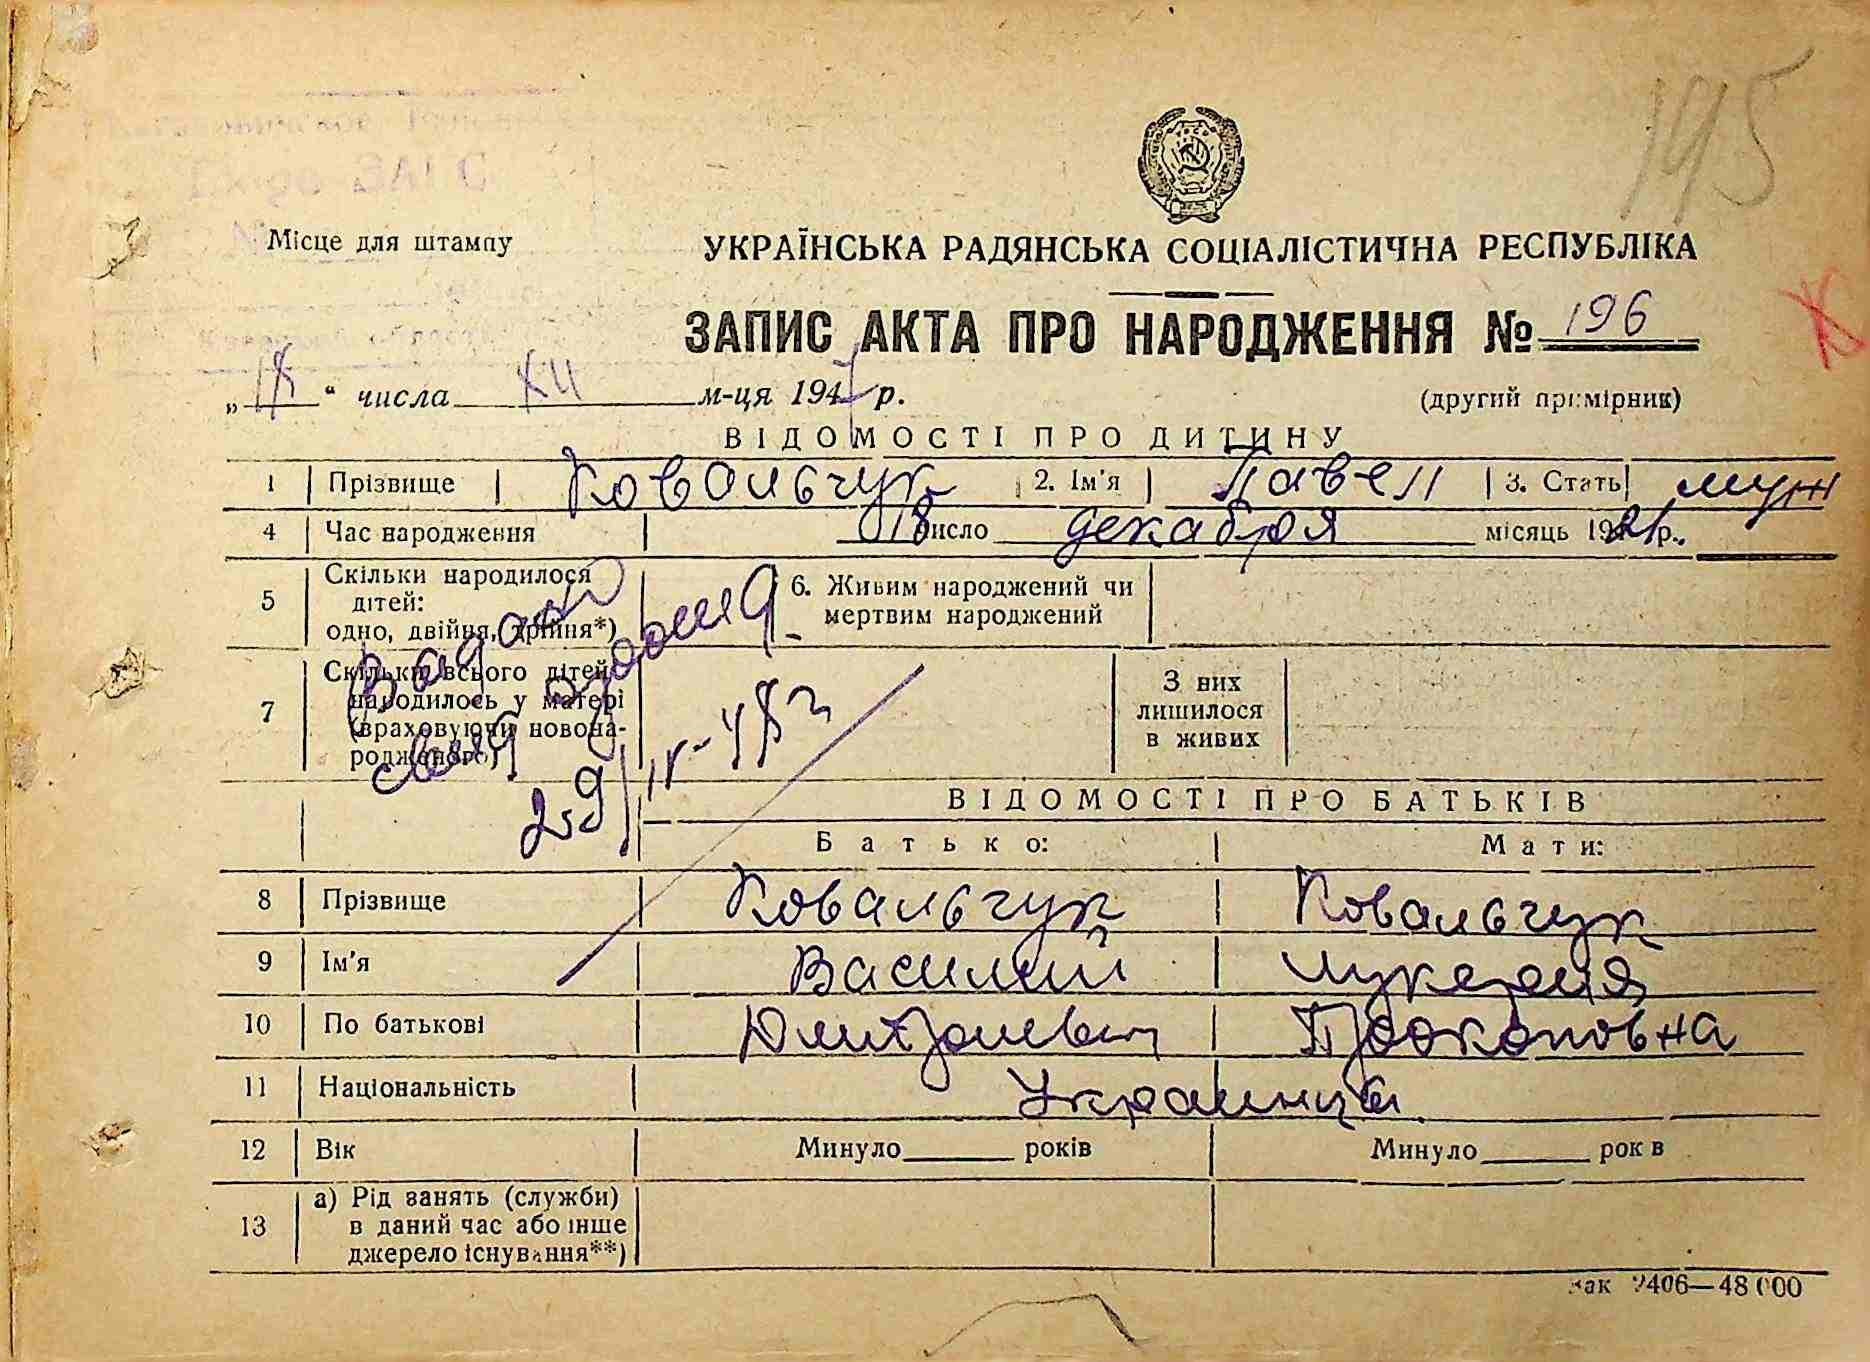 195
Бюро ЗАГС
Місце для штампу
УКРАЇНСЬКА РАДЯНСЬКА СОЦІАЛІСТИЧНА РЕСПУБЛІКА
ЗАПИС АКТА ПРО НАРОДЖЕННЯ № 196
(другий примірник)
" числа XII м-ця 194 р.
ВІДОМОСТІ ПРО ДИТИНУ
1 Прізвище Ковальчук 2. Ім'я Павел 3. Стать муж
4 Час народження 18 число декабря місяць 19 р.
5 Скільки народилося дітей: одно, двійня, трійня*)
6. Живим народжений чи мертвим народжений
7 Скільки всього дітей народилось у матері (враховуючи новонародженого)
З них лишилося в живих
29/IV-48 г
ВІДОМОСТІ ПРО БАТЬКІВ
Батько: Мати:
8 Прізвище Ковальчук Ковальчук
9 Ім'я Василий Лукерия
10 По батькові Дмитриевич Прокоповна
11 Національність Украинцы
12 Вік Минуло років Минуло рок в
13 а) Рід занять (служби) в даний час або інше джерело існування**)
Зак 2406—48 000